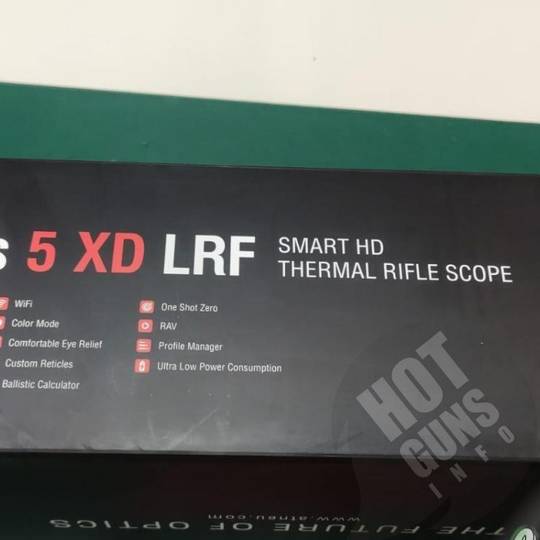 s 5 XD LRF SMART HD
THERMAL RIFLE SCOPE
WiFi
Color Mode
Comfortable Eye Relief
Custom Reticles
Ballistic Calculator
One Shot Zero
RAV
Profile Manager
Ultra Low Power Consumption
HOT
GUNS
INFO
www.atneu.com
THE FUTURE OF OPTICS